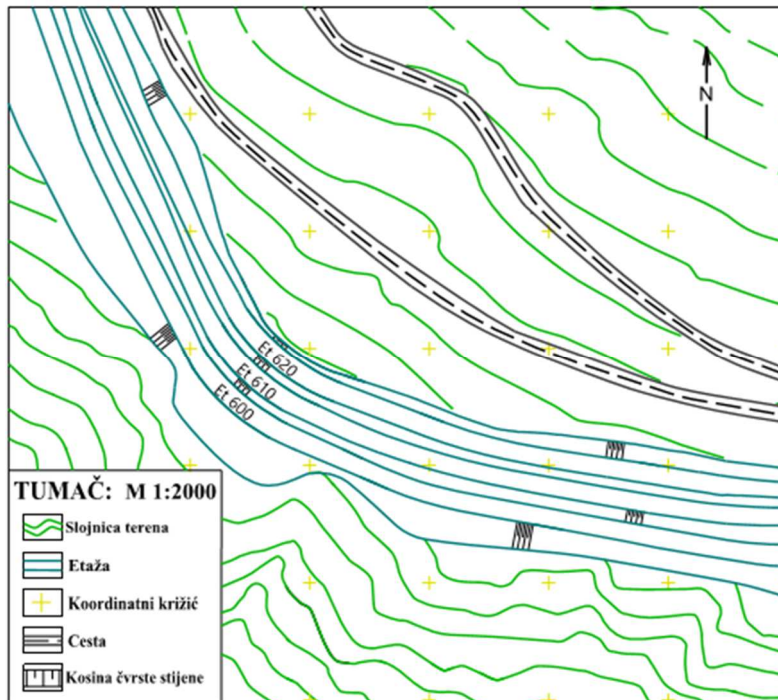 N
Et 620
Et 610
Et 600
TUMAČ: M 1:2000
Slojnica terena
Etaža
Koordinatni križić
Cesta
Kosina čvrste stijene